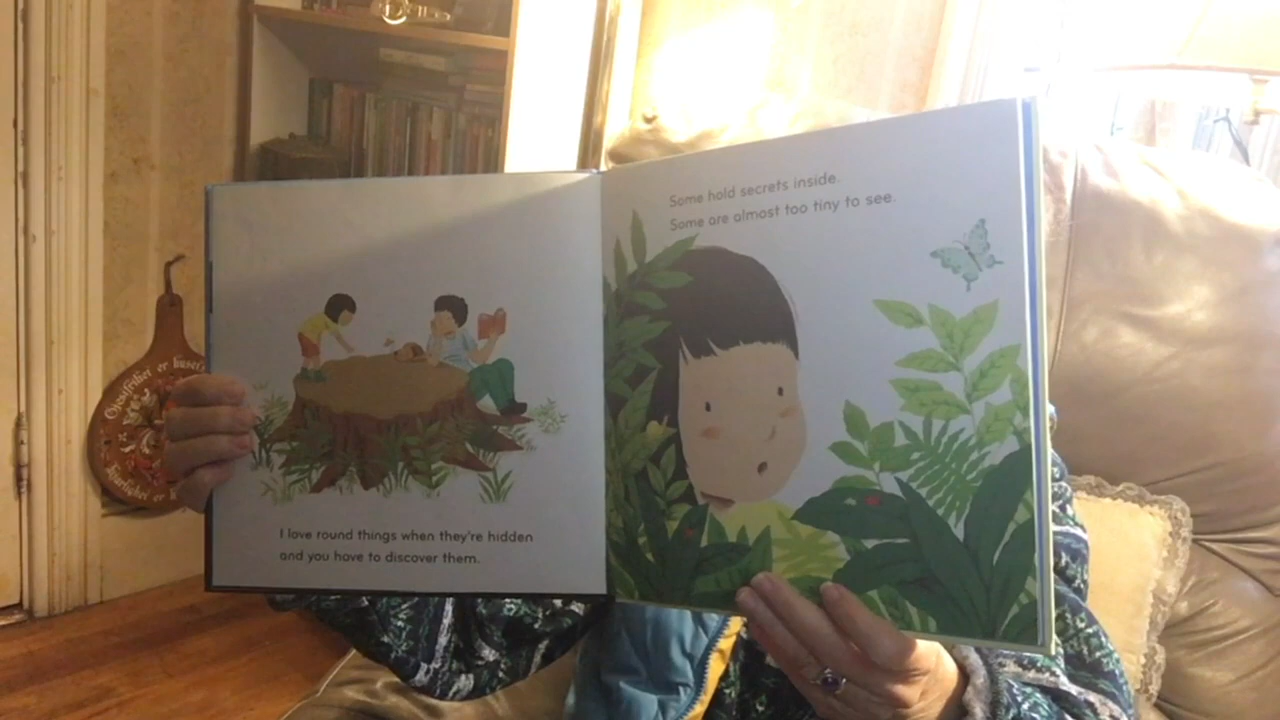 I love round things when they're hidden
and you have to discover them.
Some hold secrets inside.
Some are almost too tiny to see.